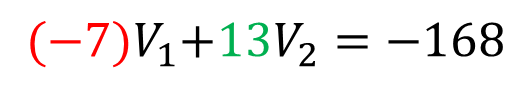 (−7)V₁+13V₂ = −168